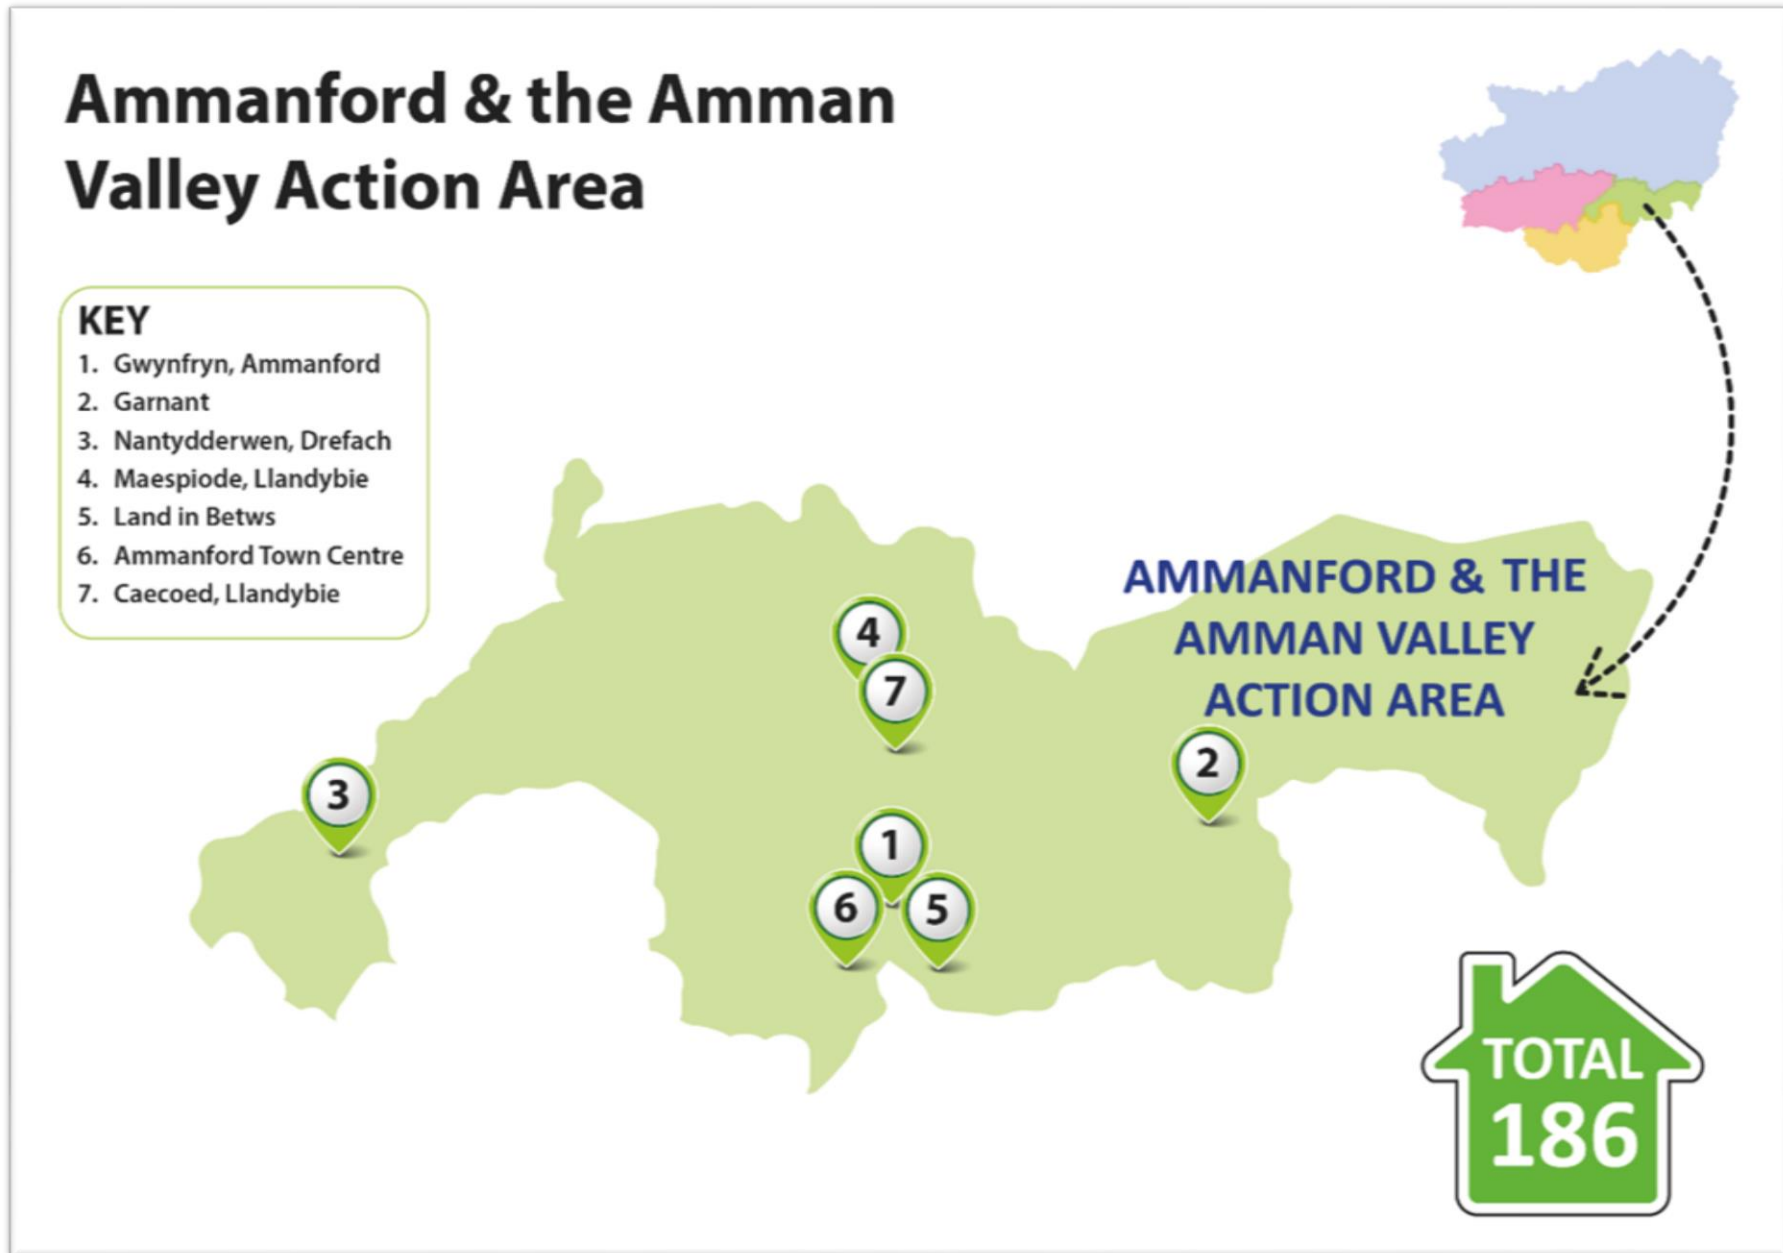 Ammanford & the Amman
Valley Action Area
KEY
1. Gwynfryn, Ammanford
2. Garnant
3. Nantydderwen, Drefach
4. Maespiode, Llandybie
5. Land in Betws
6. Ammanford Town Centre
7. Caecoed, Llandybie
AMMANFORD & THE
AMMAN VALLEY
ACTION AREA
4
7
2
3
1
6
5
TOTAL
186